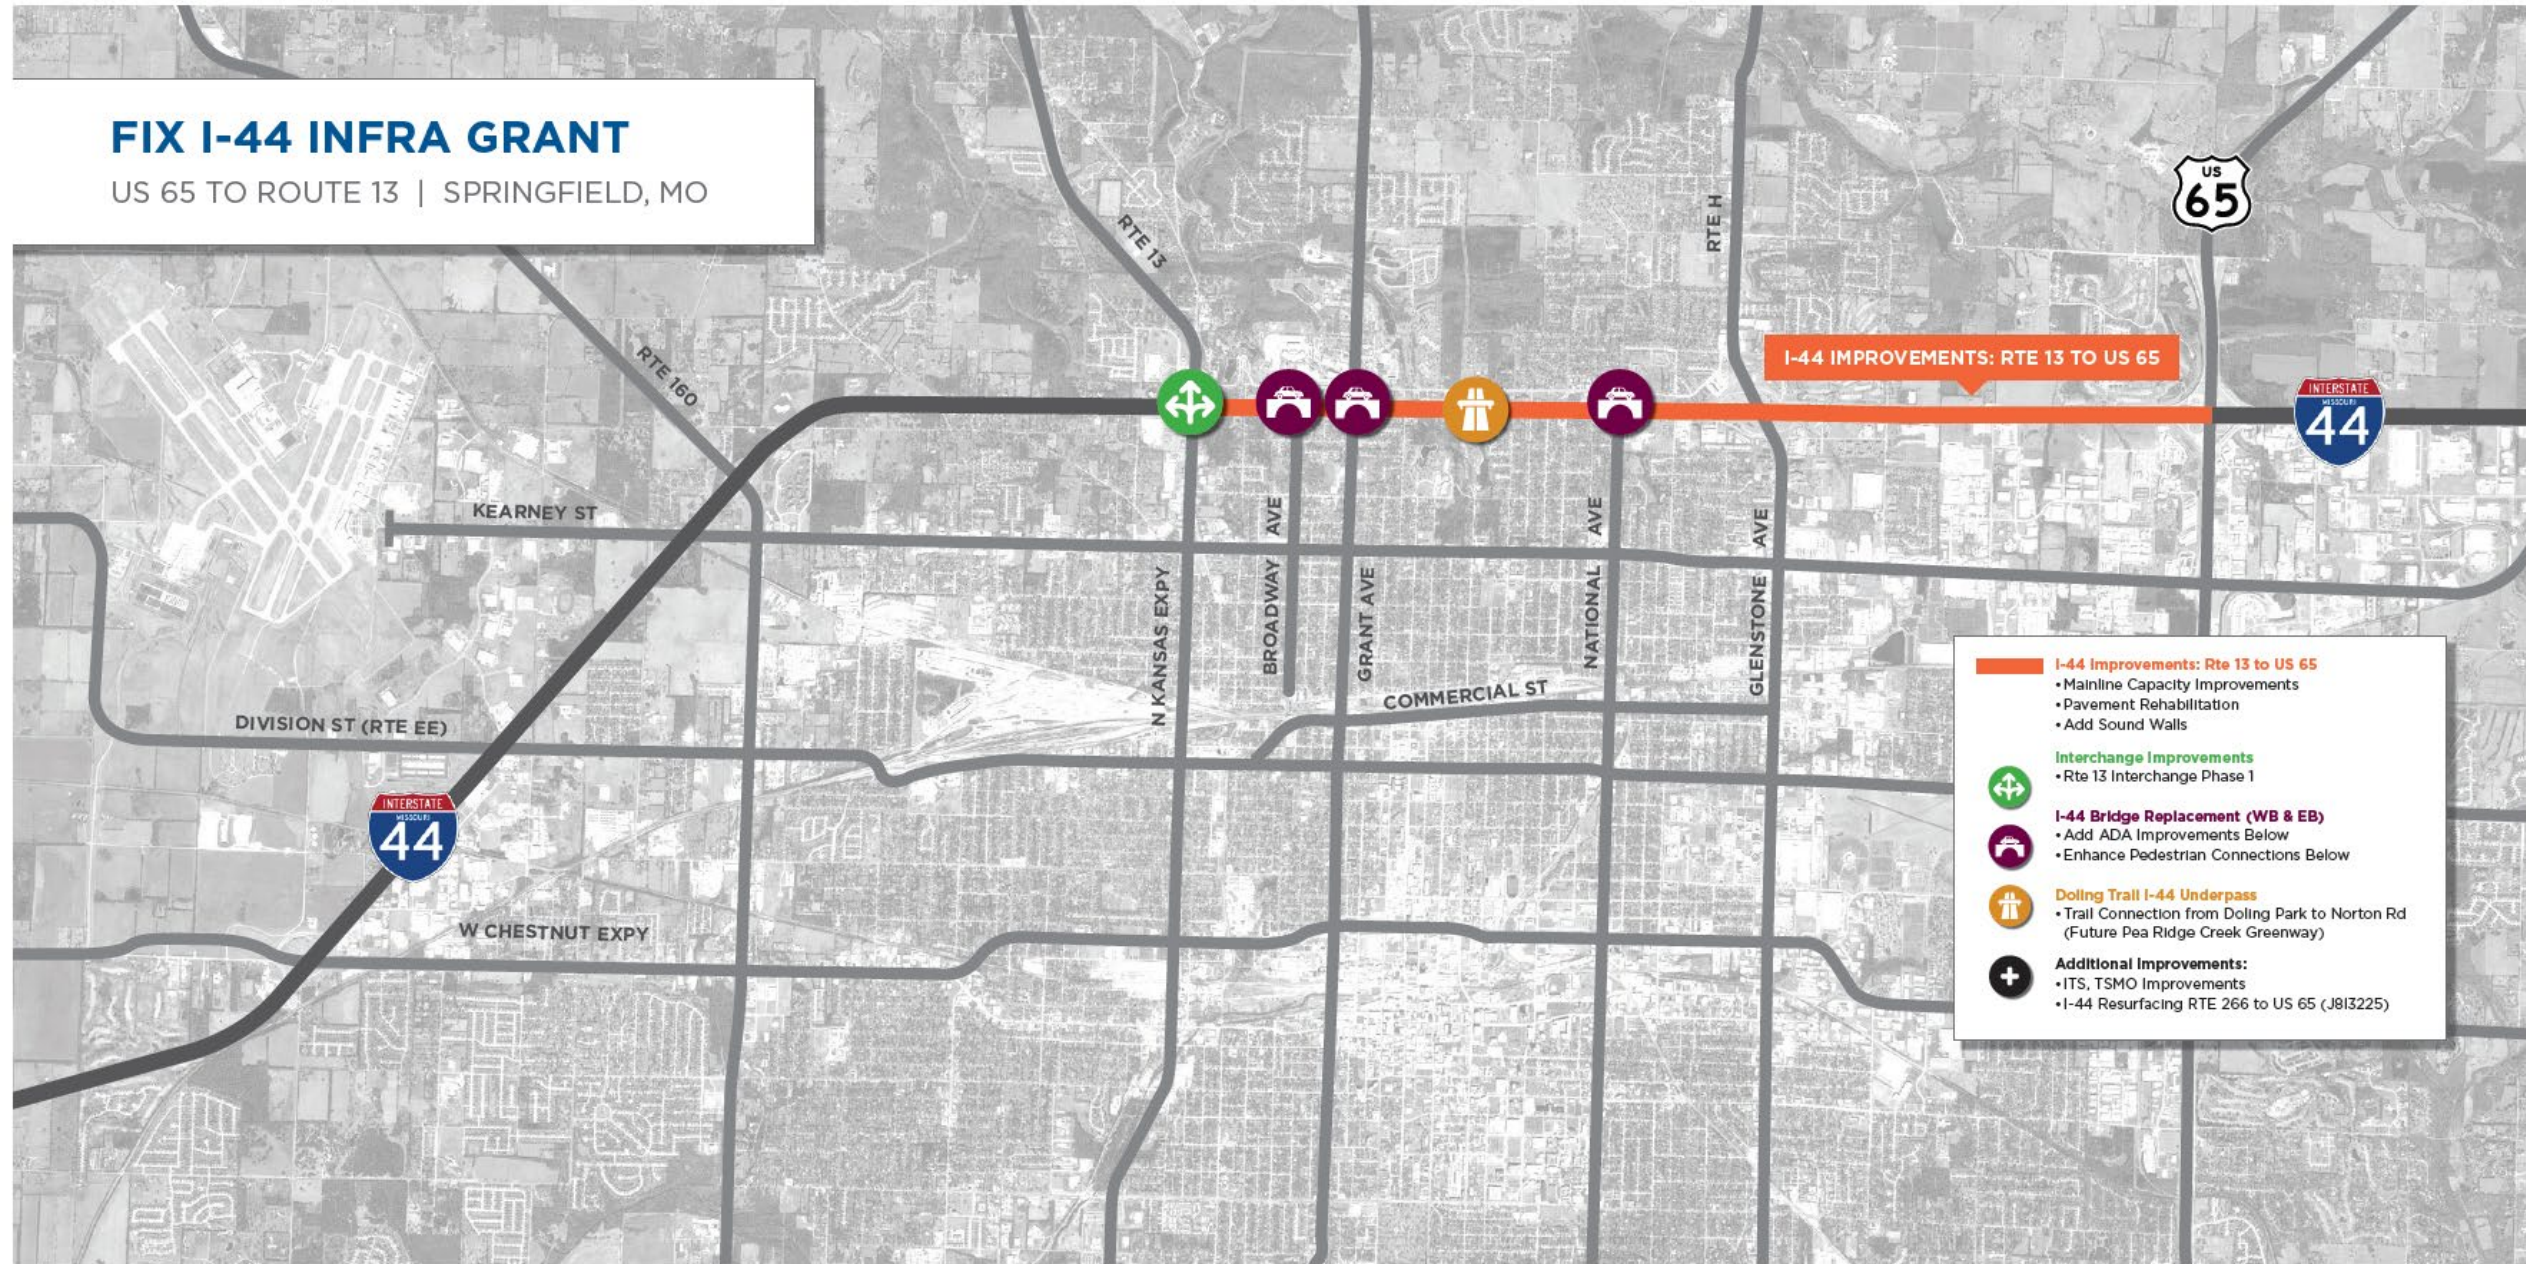 FIX I-44 INFRA GRANT
US 65 TO ROUTE 13 | SPRINGFIELD, MO
US
65
RTE 13
RTE H
RTE 160
I-44 IMPROVEMENTS: RTE 13 TO US 65
INTERSTATE
MISSOURI
44
KEARNEY ST
N KANSAS EXPY
BROADWAY AVE
GRANT AVE
NATIONAL AVE
GLENSTONE AVE
COMMERCIAL ST
DIVISION ST (RTE EE)
INTERSTATE
MISSOURI
44
W CHESTNUT EXPY
I-44 Improvements: Rte 13 to US 65
• Mainline Capacity Improvements
• Pavement Rehabilitation
• Add Sound Walls
Interchange Improvements
• Rte 13 Interchange Phase 1
I-44 Bridge Replacement (WB & EB)
• Add ADA Improvements Below
• Enhance Pedestrian Connections Below
Doling Trail I-44 Underpass
• Trail Connection from Doling Park to Norton Rd
(Future Pea Ridge Creek Greenway)
Additional Improvements:
• ITS, TSMO Improvements
• I-44 Resurfacing RTE 266 to US 65 (J8I3225)